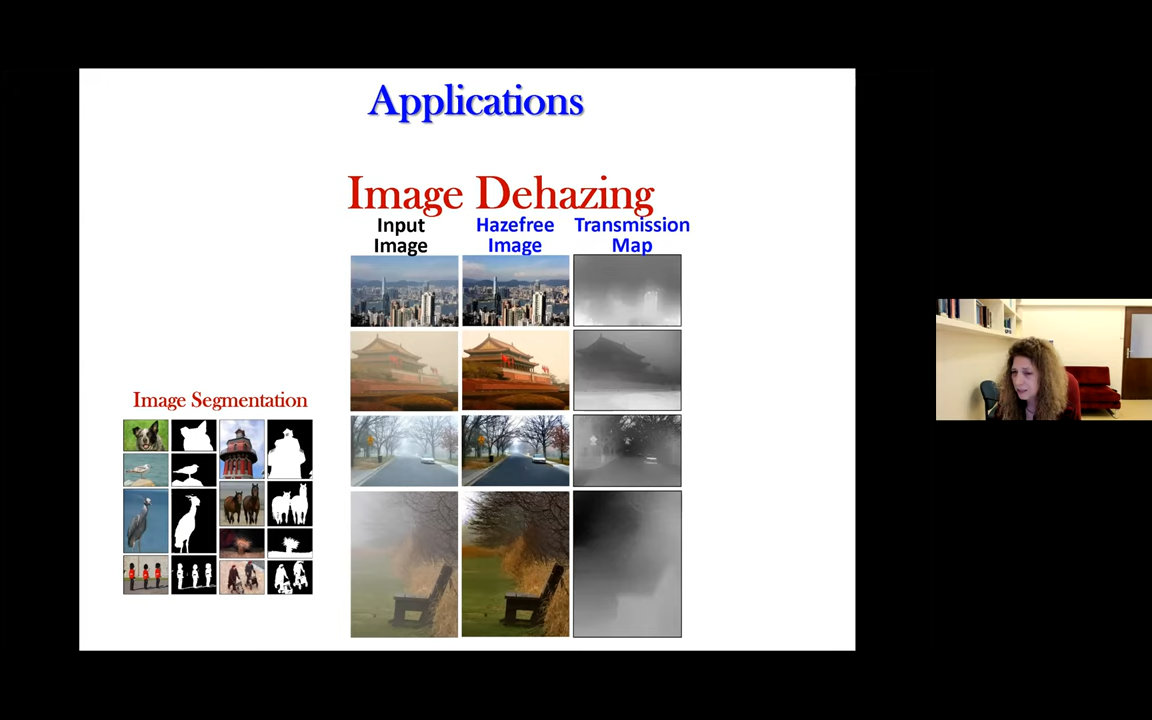 Applications
Image Dehazing
Input Image
Hazefree Image
Transmission Map
Image Segmentation